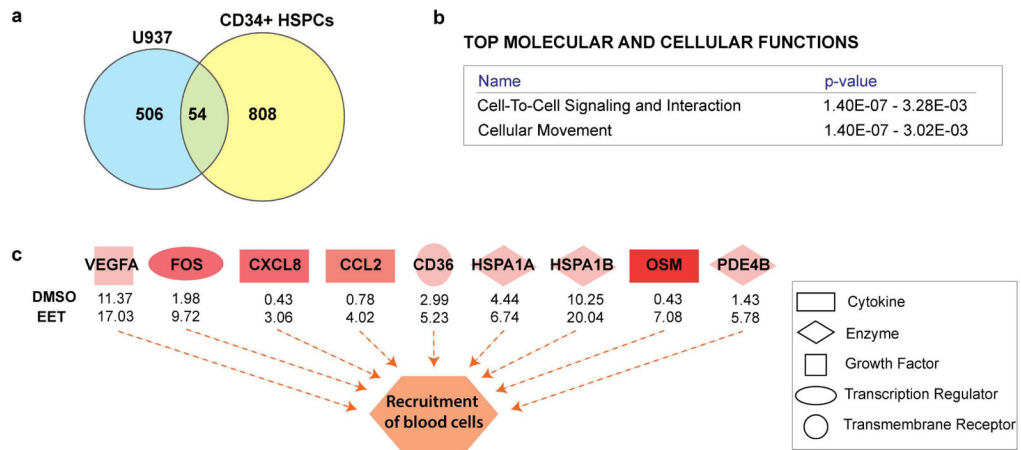 a
U937
CD34+ HSPCs
506 54 808
b
TOP MOLECULAR AND CELLULAR FUNCTIONS
Name p-value
Cell-To-Cell Signaling and Interaction 1.40E-07 - 3.28E-03
Cellular Movement 1.40E-07 - 3.02E-03
c
VEGFA FOS CXCL8 CCL2 CD36 HSPA1A HSPA1B OSM PDE4B
DMSO 11.37 1.98 0.43 0.78 2.99 4.44 10.25 0.43 1.43
EET 17.03 9.72 3.06 4.02 5.23 6.74 20.04 7.08 5.78
Recruitment
of blood cells
Cytokine
Enzyme
Growth Factor
Transcription Regulator
Transmembrane Receptor